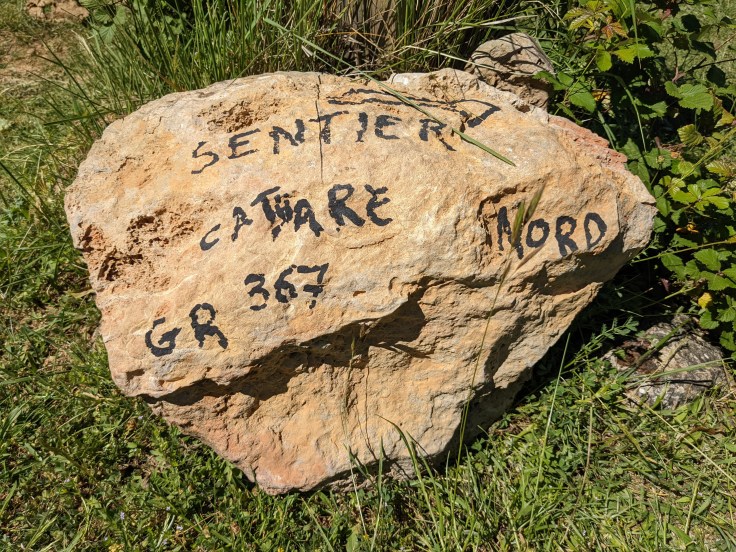 SENTIER
CATHARE NORD
GR 367